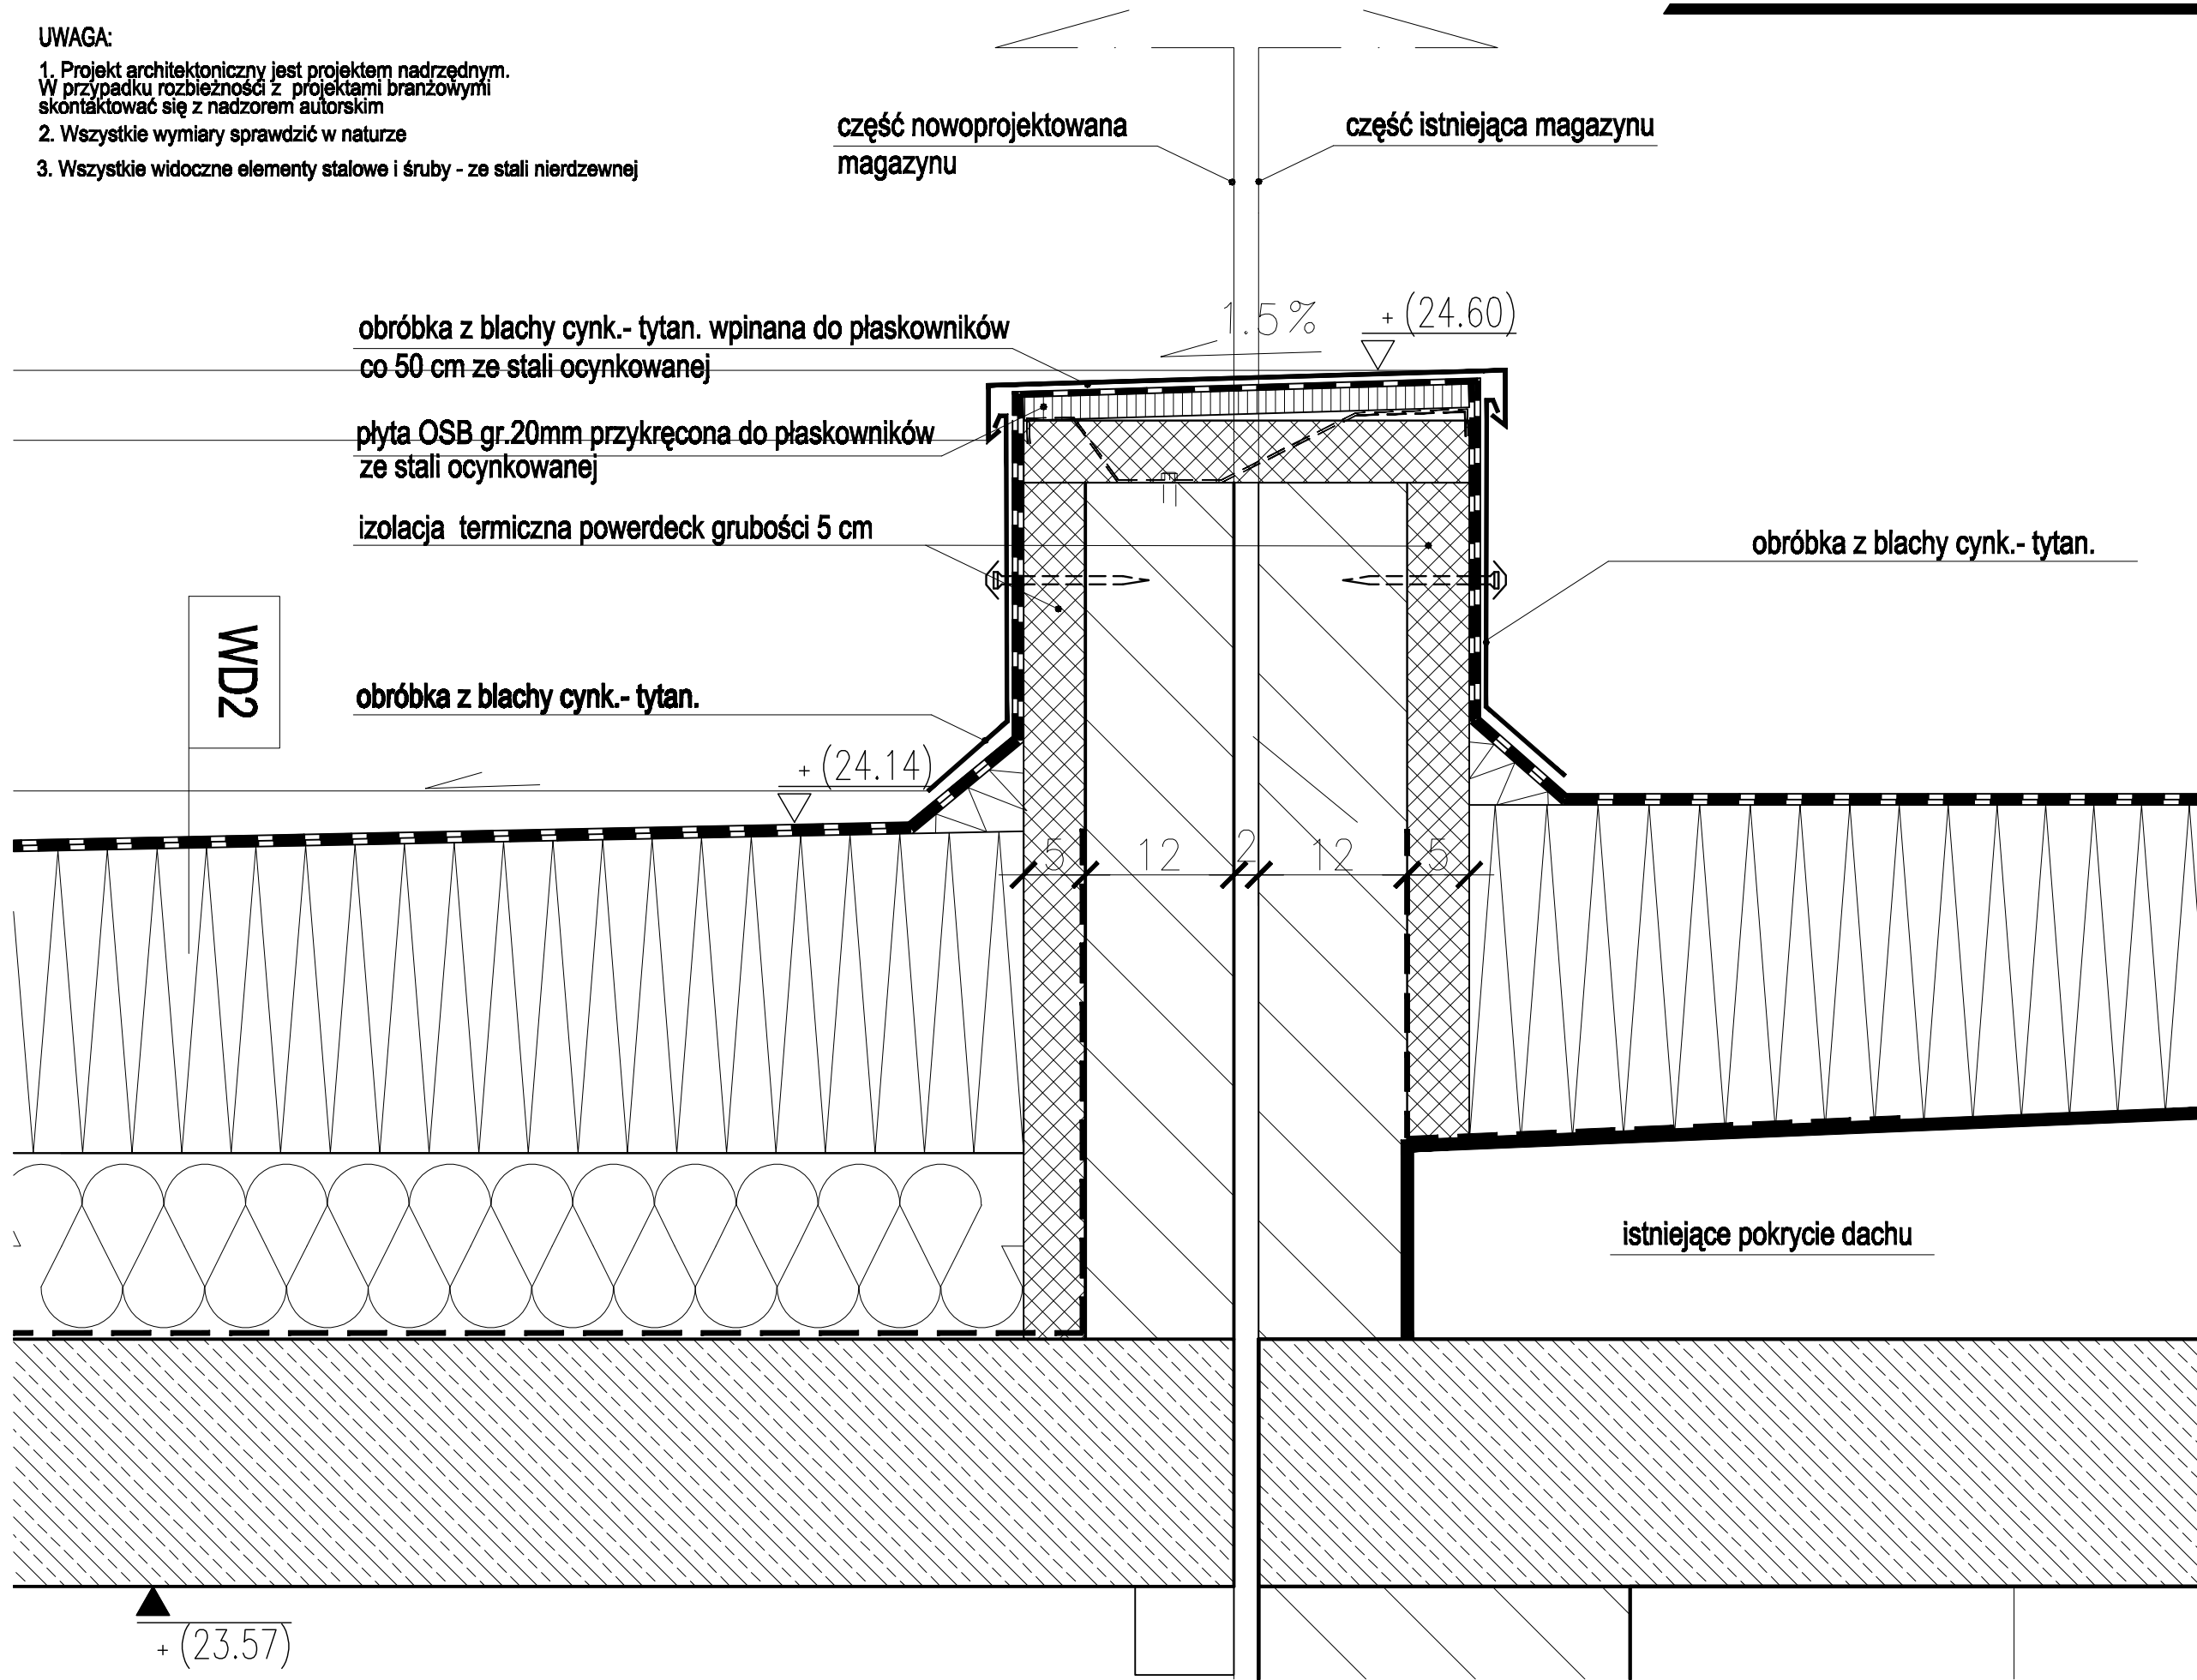 UWAGA:
1. Projekt architektoniczny jest projektem nadrzędnym.
W przypadku rozbieżności z projektami branżowymi
skontaktować się z nadzorem autorskim
2. Wszystkie wymiary sprawdzić w naturze
3. Wszystkie widoczne elementy stalowe i śruby - ze stali nierdzewnej
część nowoprojektowana
magazynu
część istniejąca magazynu
1.5%
+ (24.60)
obróbka z blachy cynk.- tytan. wpinana do płaskowników
co 50 cm ze stali ocynkowanej
płyta OSB gr.20mm przykręcona do płaskowników
ze stali ocynkowanej
izolacja termiczna powerdeck grubości 5 cm
obróbka z blachy cynk.- tytan.
WD2
obróbka z blachy cynk.- tytan.
+ (24.14)
5 12 2 12 5
istniejące pokrycie dachu
+ (23.57)